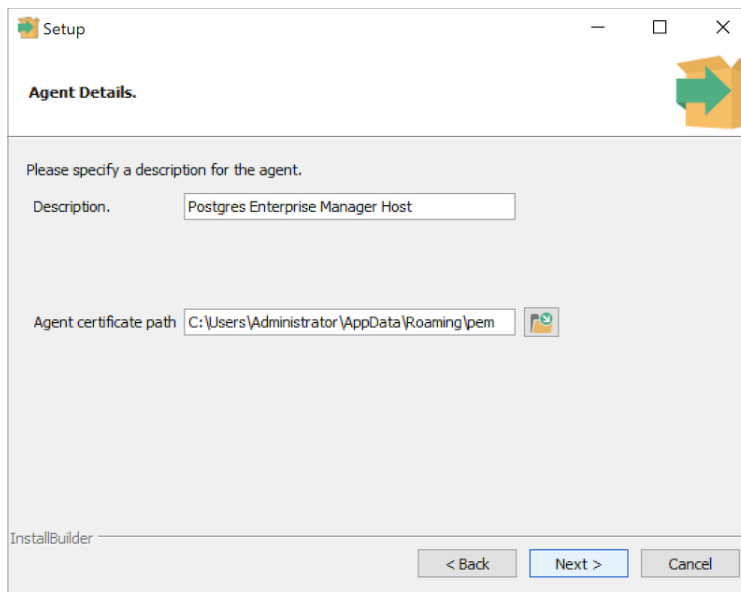 Setup
Agent Details.
Please specify a description for the agent.
Description.
Postgres Enterprise Manager Host
Agent certificate path
C:\Users\Administrator\AppData\Roaming\pem
InstallBuilder
< Back
Next >
Cancel